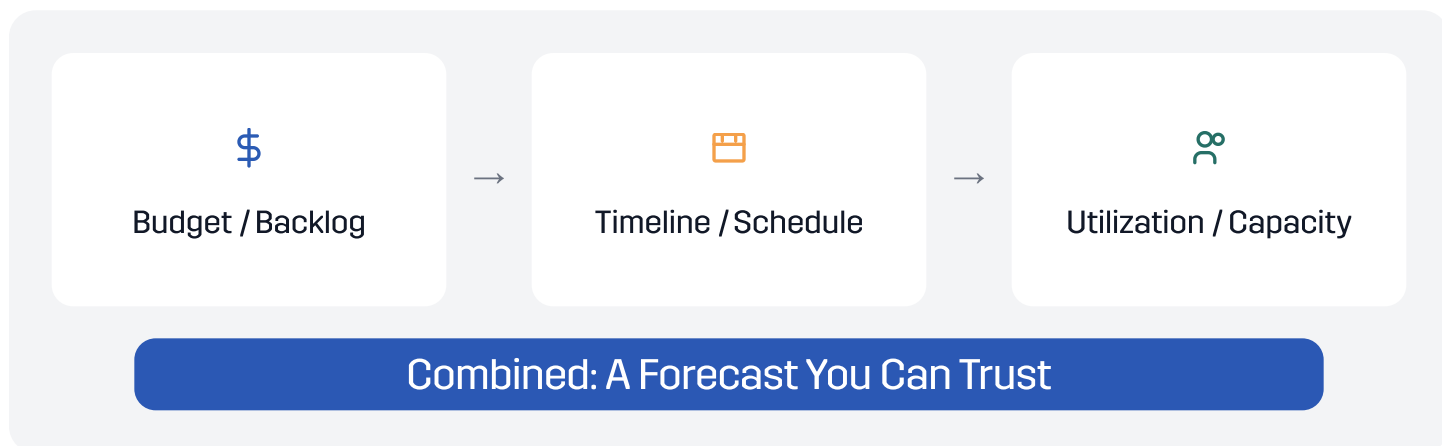 Budget / Backlog
→
Timeline / Schedule
→
Utilization / Capacity
Combined: A Forecast You Can Trust